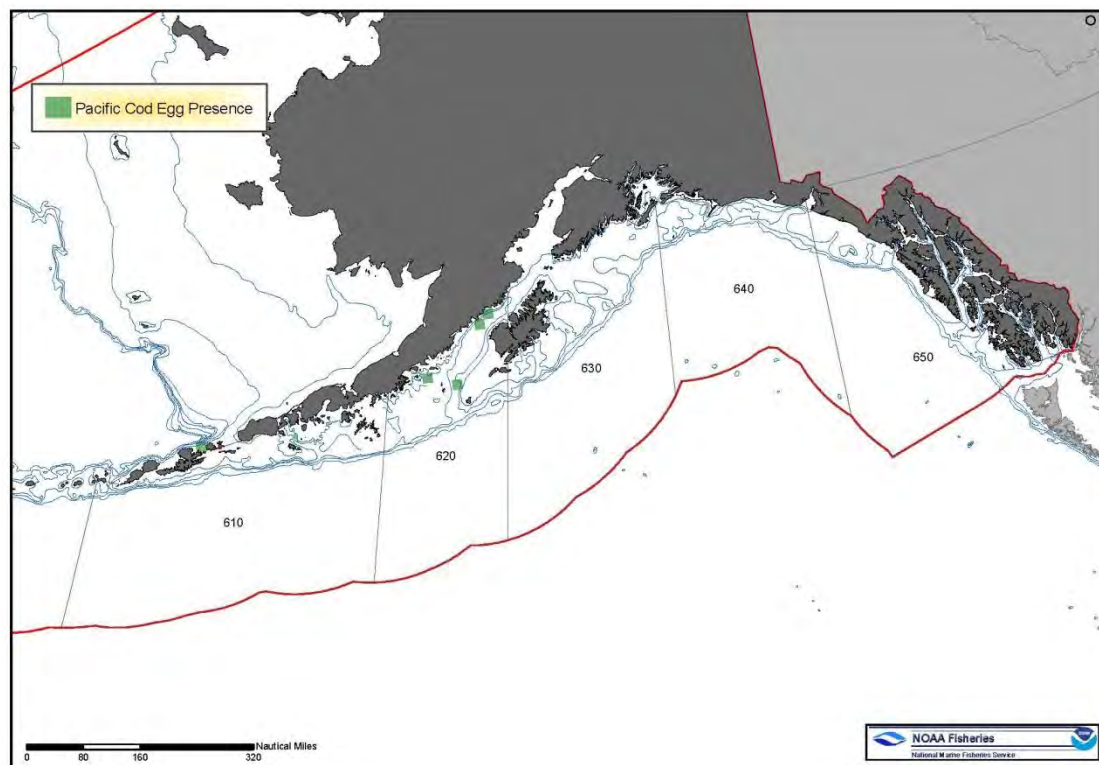 Pacific Cod Egg Presence
640
650
630
620
610
Nautical Miles
0 80 160 320
NOAA Fisheries
National Marine Fisheries Service